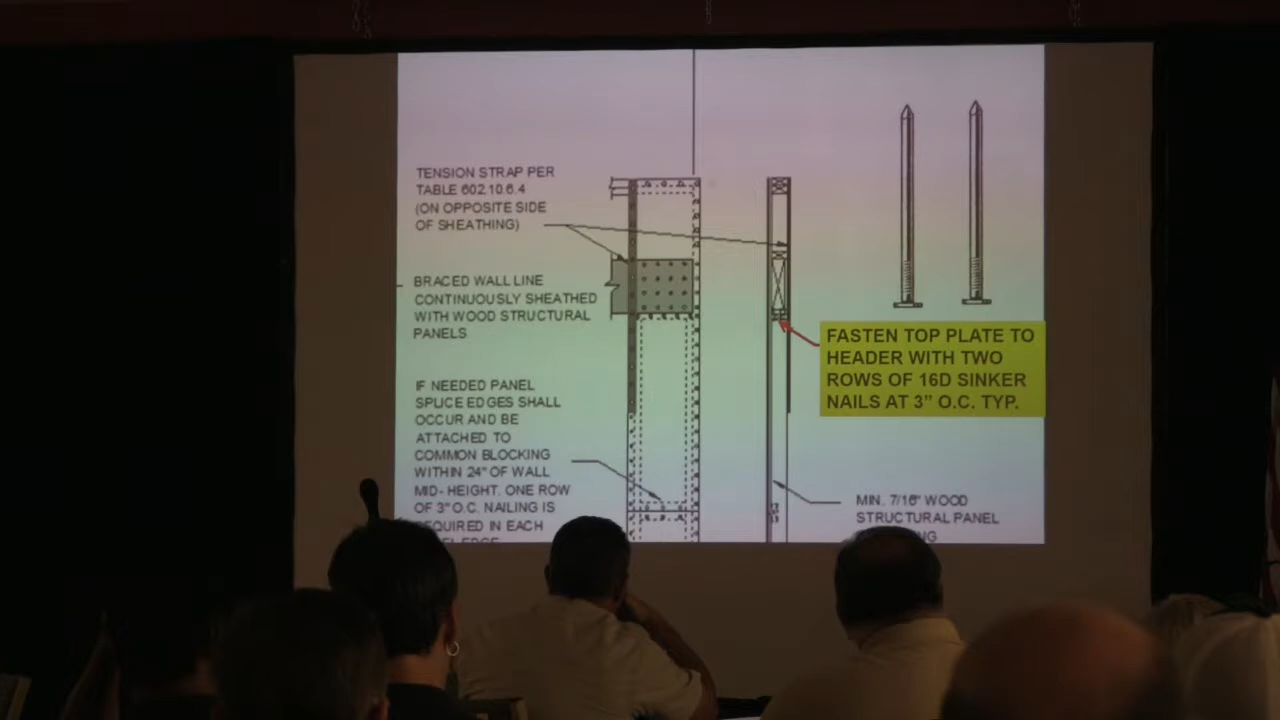 TENSION STRAP PER
TABLE 602.10.6.4
(ON OPPOSITE SIDE
OF SHEATHING)
BRACED WALL LINE
CONTINUOUSLY SHEATHED
WITH WOOD STRUCTURAL
PANELS
IF NEEDED PANEL
SPLICE EDGES SHALL
OCCUR AND BE
ATTACHED TO
COMMON BLOCKING
WITHIN 24" OF WALL
MID-HEIGHT. ONE ROW
OF 3" O.C. NAILING IS
REQUIRED IN EACH
FASTEN TOP PLATE TO
HEADER WITH TWO
ROWS OF 16D SINKER
NAILS AT 3" O.C. TYP.
MIN. 7/16" WOOD
STRUCTURAL PANEL